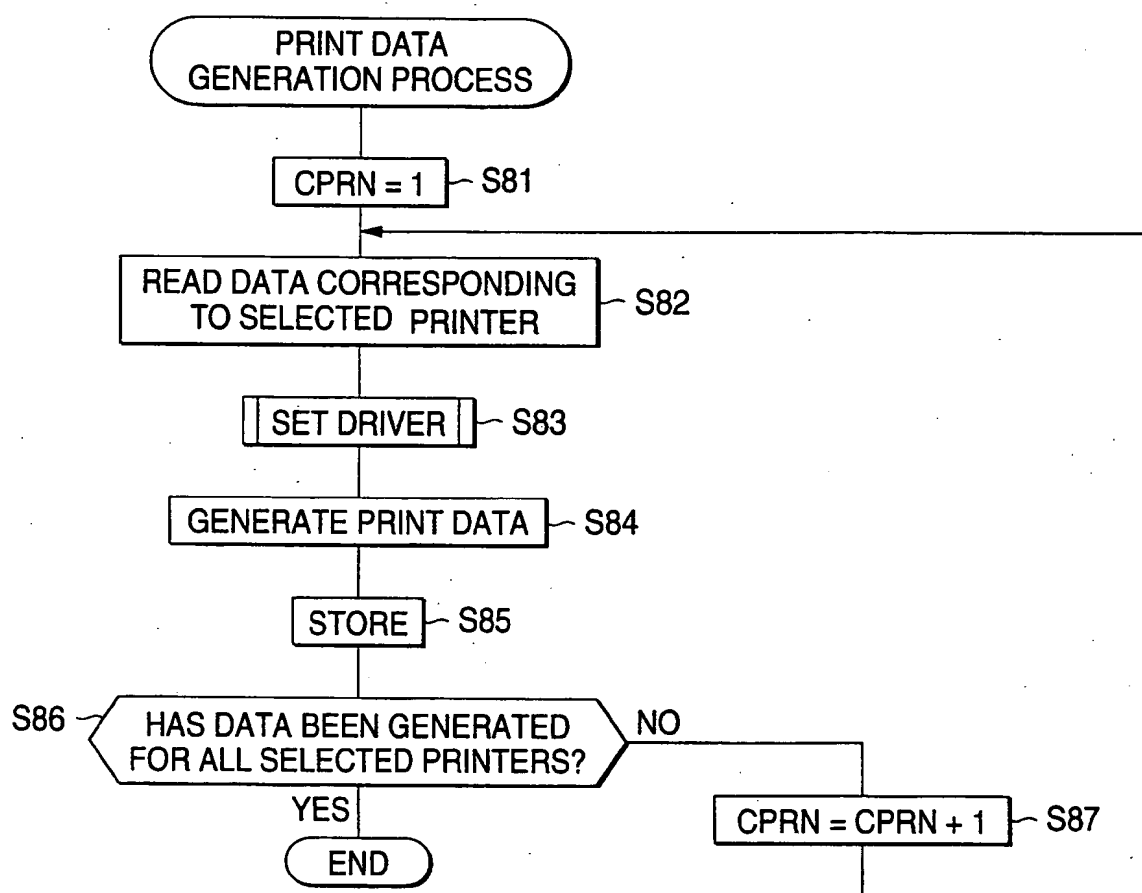 PRINT DATA
GENERATION PROCESS
CPRN = 1
S81
READ DATA CORRESPONDING
TO SELECTED PRINTER
S82
SET DRIVER
S83
GENERATE PRINT DATA
S84
STORE
S85
S86
HAS DATA BEEN GENERATED
FOR ALL SELECTED PRINTERS?
NO
YES
CPRN = CPRN + 1
S87
END